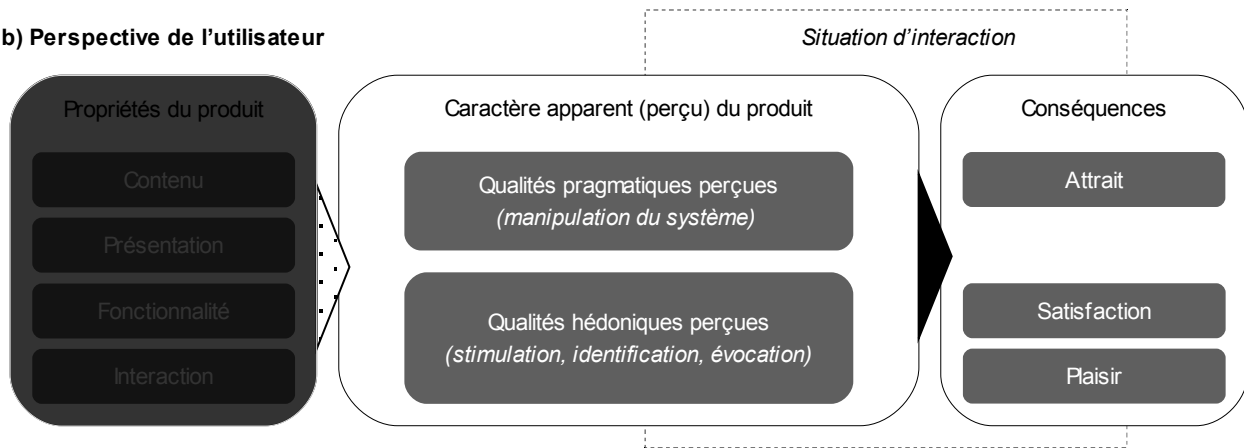 b) Perspective de l’utilisateur
Situation d’interaction
Propriétés du produit
Contenu
Présentation
Fonctionnalité
Interaction
Caractère apparent (perçu) du produit
Qualités pragmatiques perçues
(manipulation du système)
Qualités hédoniques perçues
(stimulation, identification, évocation)
Conséquences
Attrait
Satisfaction
Plaisir